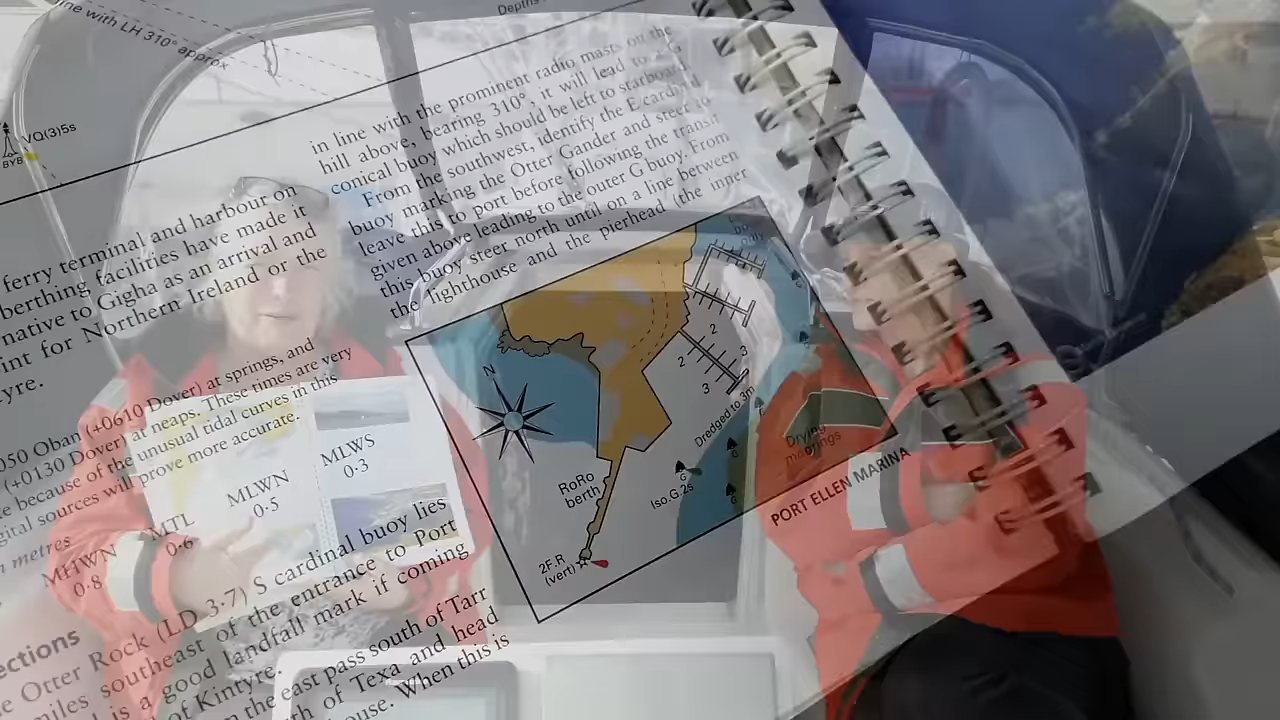 Depths
line with LH 310° approx
VQ(3)5s
BYB
in line with the prominent radio masts on the
hill above, bearing 310°, it will lead to a G
conical buoy which should be left to starboard.
From the southwest, identify the E cardinal
buoy marking the Otter Gander and steer to
leave this to port before following the transit
given above leading to the outer G buoy. From
this buoy steer north until on a line between
the lighthouse and the pierhead (the inner
ferry terminal and harbour on
berthing facilities have made it
native to Gigha as an arrival and
int for Northern Ireland or the
tyre.
050 Oban (+0610 Dover) at springs, and
(+0130 Dover) at neaps. These times are very
because of the unusual tidal curves in this
gital sources will prove more accurate.
metres
MHWN MTL MLWN MLWS
0·8 0·6 0·5 0·3
ections
Otter Rock (LD 3·7) S cardinal buoy lies
miles southeast of the entrance to Port
is a good landfall mark if coming
of Kintyre.
the east pass south of Tarr
th of Texa and head
ouse. When this is
N
2
3
2
3
Dredged to 3m
Drying
moorings
G
G
G
G
Iso.G.2s
RoRo
berth
2F.R
(vert)
PORT ELLEN MARINA